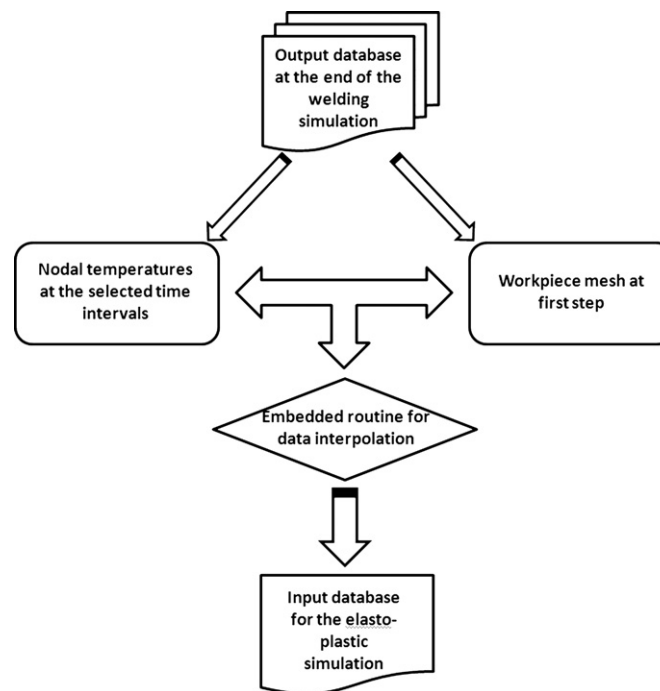 Output database
at the end of the
welding
simulation
Nodal temperatures
at the selected time
intervals
Workpiece mesh at
first step
Embedded routine for
data interpolation
Input database
for the elasto-
plastic
simulation